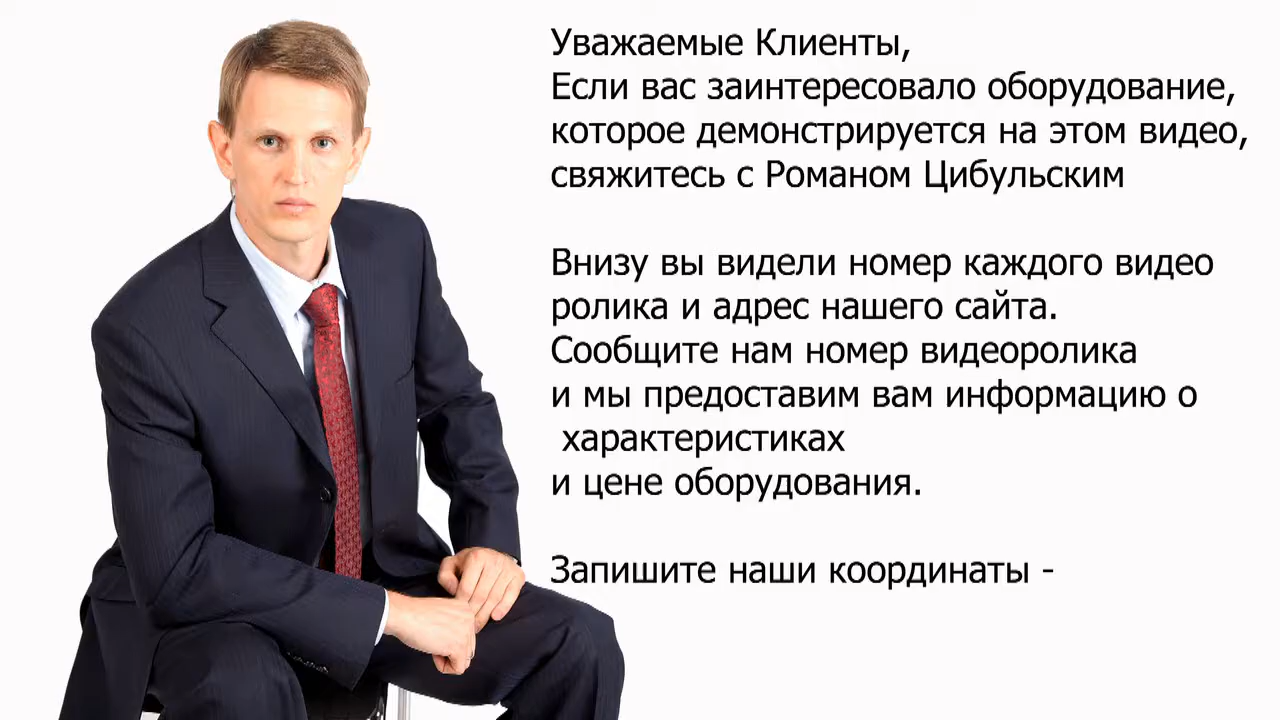 Уважаемые Клиенты,
Если вас заинтересовало оборудование,
которое демонстрируется на этом видео,
свяжитесь с Романом Цибульским
Внизу вы видели номер каждого видео
ролика и адрес нашего сайта.
Сообщите нам номер видеоролика
и мы предоставим вам информацию о
характеристиках
и цене оборудования.
Запишите наши координаты -